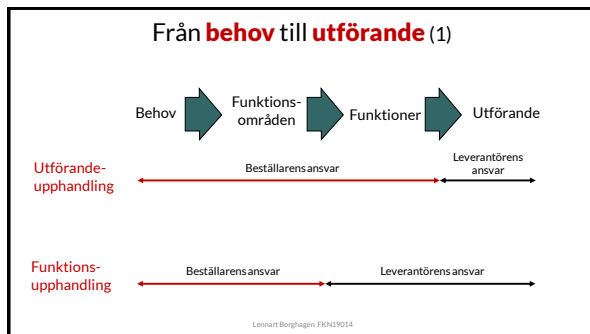 Från behov till utförande (1)
Behov
Funktions-
områden
Funktioner
Utförande
Utförande-
upphandling
Beställarens ansvar
Leverantörens
ansvar
Funktions-
upphandling
Beställarens ansvar
Leverantörens ansvar
Lennart Borghagen FKN19014